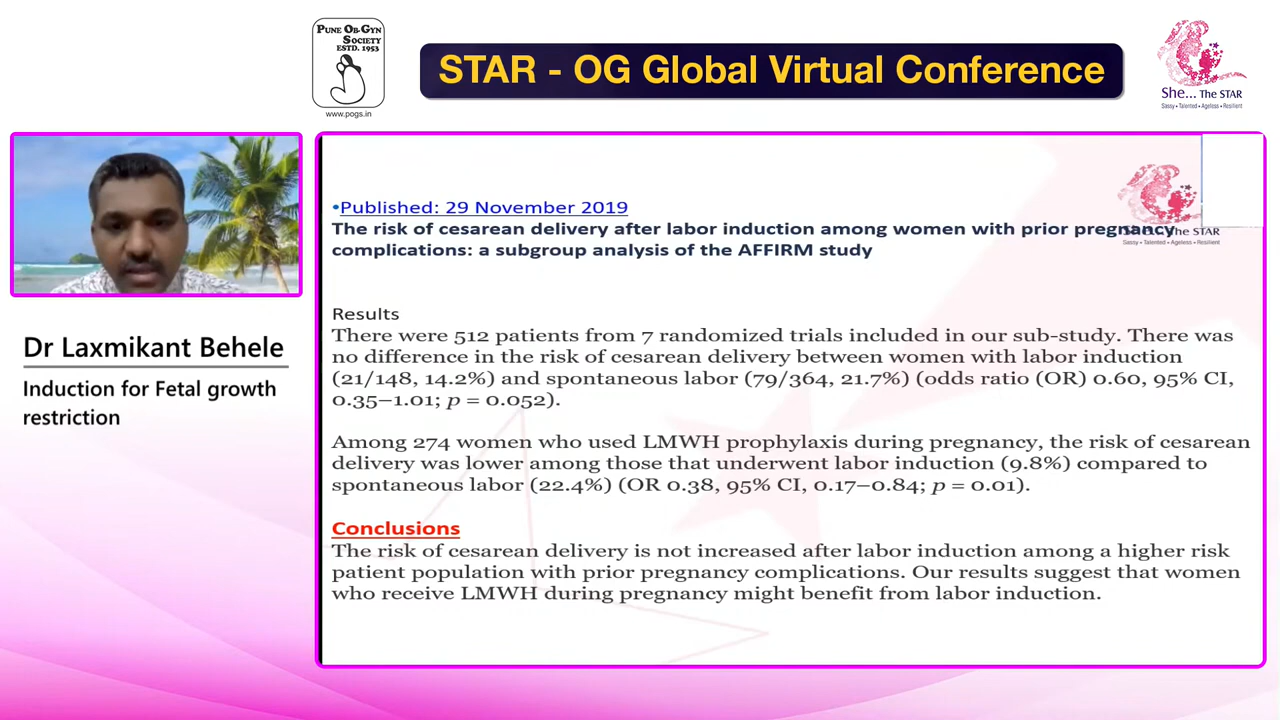 PUNE OB-GYN
SOCIETY
ESTD. 1953
www.pogs.in
STAR - OG Global Virtual Conference
She... The STAR
Sassy • Talented • Ageless • Resilient
Dr Laxmikant Behele
Induction for Fetal growth
restriction
•Published: 29 November 2019
The risk of cesarean delivery after labor induction among women with prior pregnancy
complications: a subgroup analysis of the AFFIRM study
The STAR
Sassy • Talented • Ageless • Resilient
Results
There were 512 patients from 7 randomized trials included in our sub-study. There was
no difference in the risk of cesarean delivery between women with labor induction
(21/148, 14.2%) and spontaneous labor (79/364, 21.7%) (odds ratio (OR) 0.60, 95% CI,
0.35–1.01; p = 0.052).
Among 274 women who used LMWH prophylaxis during pregnancy, the risk of cesarean
delivery was lower among those that underwent labor induction (9.8%) compared to
spontaneous labor (22.4%) (OR 0.38, 95% CI, 0.17–0.84; p = 0.01).
Conclusions
The risk of cesarean delivery is not increased after labor induction among a higher risk
patient population with prior pregnancy complications. Our results suggest that women
who receive LMWH during pregnancy might benefit from labor induction.